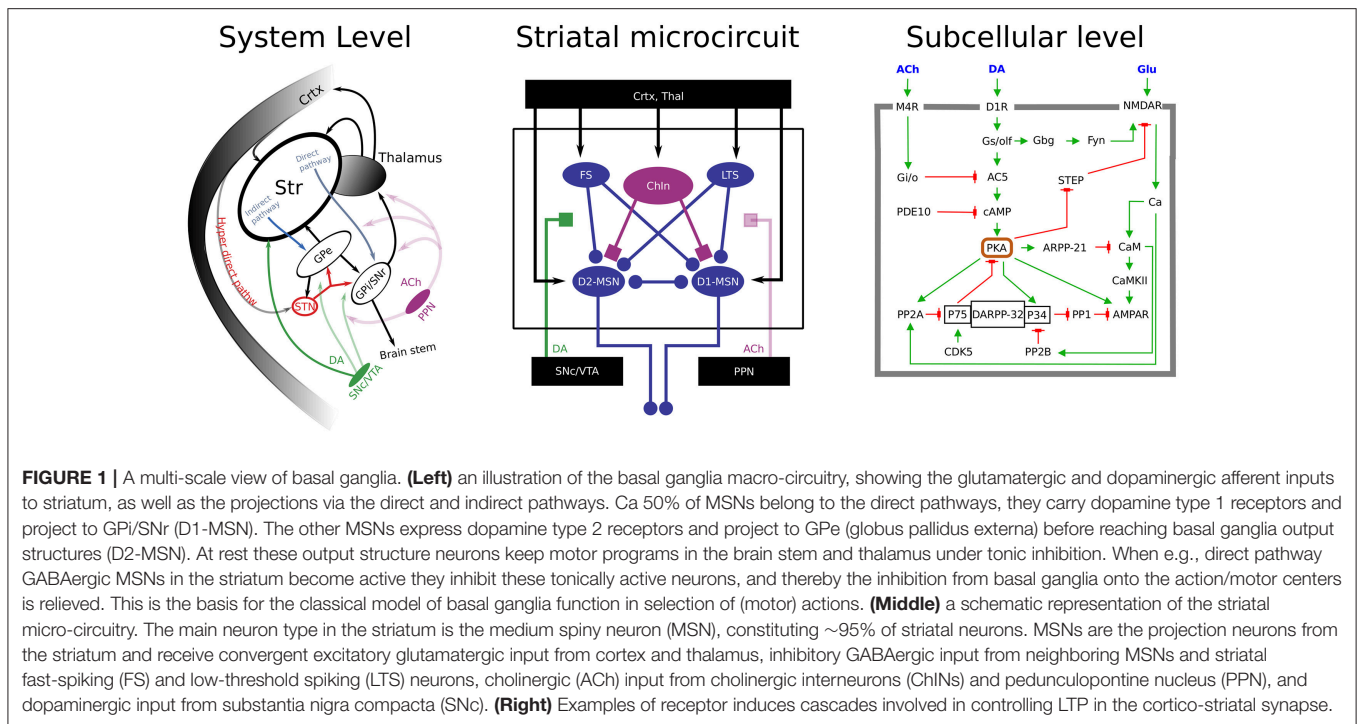 System Level
Striatal microcircuit
Subcellular level
Crtx
Thalamus
Direct
pathway
Str
Indirect
pathway
Hyper direct pathw
GPe
GPi/SNr
STN
ACh
PPN
DA
SNc/VTA
Brain stem
Crtx, Thal
FS
ChIn
LTS
D2-MSN
D1-MSN
DA
ACh
SNc/VTA
PPN
ACh
DA
Glu
M4R
D1R
NMDAR
Gs/olf
Gbg
Fyn
Gi/o
AC5
STEP
PDE10
cAMP
Ca
PKA
ARPP-21
CaM
CaMKII
PP2A
P75
DARPP-32
P34
PP1
AMPAR
CDK5
PP2B
FIGURE 1 | A multi-scale view of basal ganglia. (Left) an illustration of the basal ganglia macro-circuitry, showing the glutamatergic and dopaminergic afferent inputs
to striatum, as well as the projections via the direct and indirect pathways. Ca 50% of MSNs belong to the direct pathways, they carry dopamine type 1 receptors and
project to GPi/SNr (D1-MSN). The other MSNs express dopamine type 2 receptors and project to GPe (globus pallidus externa) before reaching basal ganglia output
structures (D2-MSN). At rest these output structure neurons keep motor programs in the brain stem and thalamus under tonic inhibition. When e.g., direct pathway
GABAergic MSNs in the striatum become active they inhibit these tonically active neurons, and thereby the inhibition from basal ganglia onto the action/motor centers
is relieved. This is the basis for the classical model of basal ganglia function in selection of (motor) actions. (Middle) a schematic representation of the striatal
micro-circuitry. The main neuron type in the striatum is the medium spiny neuron (MSN), constituting ~95% of striatal neurons. MSNs are the projection neurons from
the striatum and receive convergent excitatory glutamatergic input from cortex and thalamus, inhibitory GABAergic input from neighboring MSNs and striatal
fast-spiking (FS) and low-threshold spiking (LTS) neurons, cholinergic (ACh) input from cholinergic interneurons (ChINs) and pedunculopontine nucleus (PPN), and
dopaminergic input from substantia nigra compacta (SNc). (Right) Examples of receptor induces cascades involved in controlling LTP in the cortico-striatal synapse.